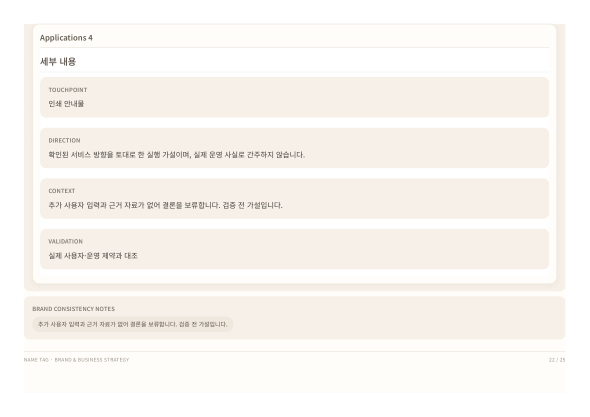 Applications 4
세부 내용
TOUCHPOINT
인쇄 안내물
DIRECTION
확인된 서비스 방향을 토대로 한 실행 가설이며, 실제 운영 사실로 간주하지 않습니다.
CONTEXT
추가 사용자 입력과 근거 자료가 없어 결론을 보류합니다. 검증 전 가설입니다.
VALIDATION
실제 사용자·운영 제약과 대조
BRAND CONSISTENCY NOTES
추가 사용자 입력과 근거 자료가 없어 결론을 보류합니다. 검증 전 가설입니다.
NAME TAG · BRAND & BUSINESS STRATEGY
22 / 25